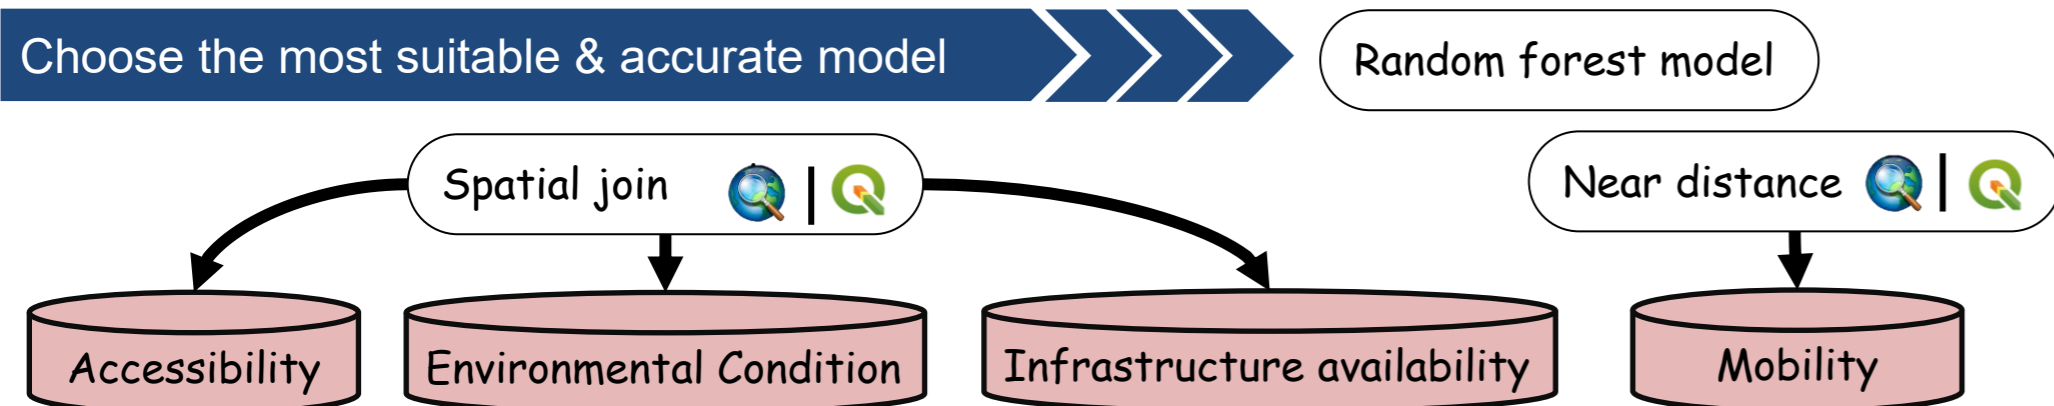 Choose the most suitable & accurate model
Random forest model
Spatial join
Near distance
Accessibility
Environmental Condition
Infrastructure availability
Mobility